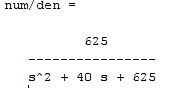 num/den =
625
----------------
s^2 + 40 s + 625